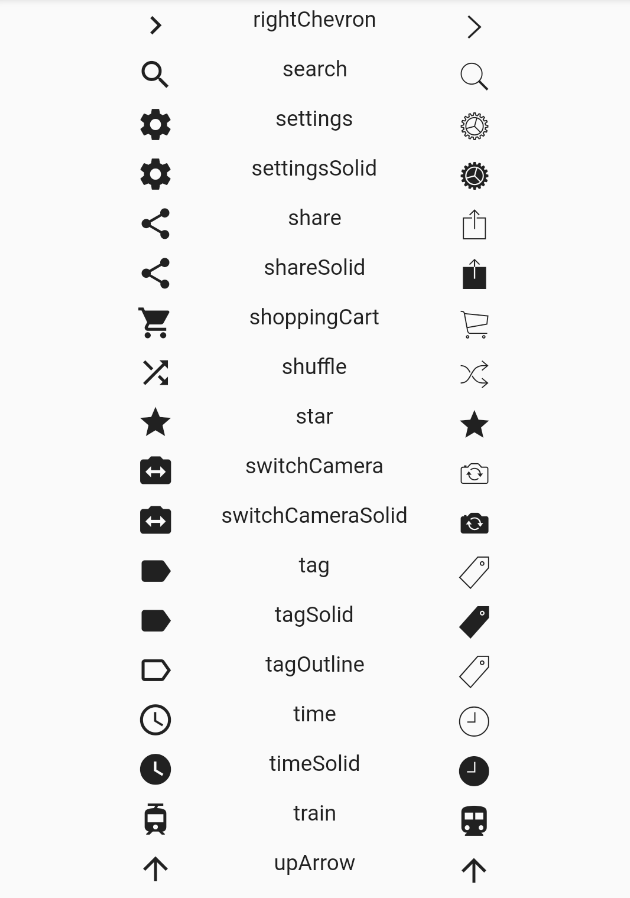 rightChevron
search
settings
settingsSolid
share
shareSolid
shoppingCart
shuffle
star
switchCamera
switchCameraSolid
tag
tagSolid
tagOutline
time
timeSolid
train
upArrow